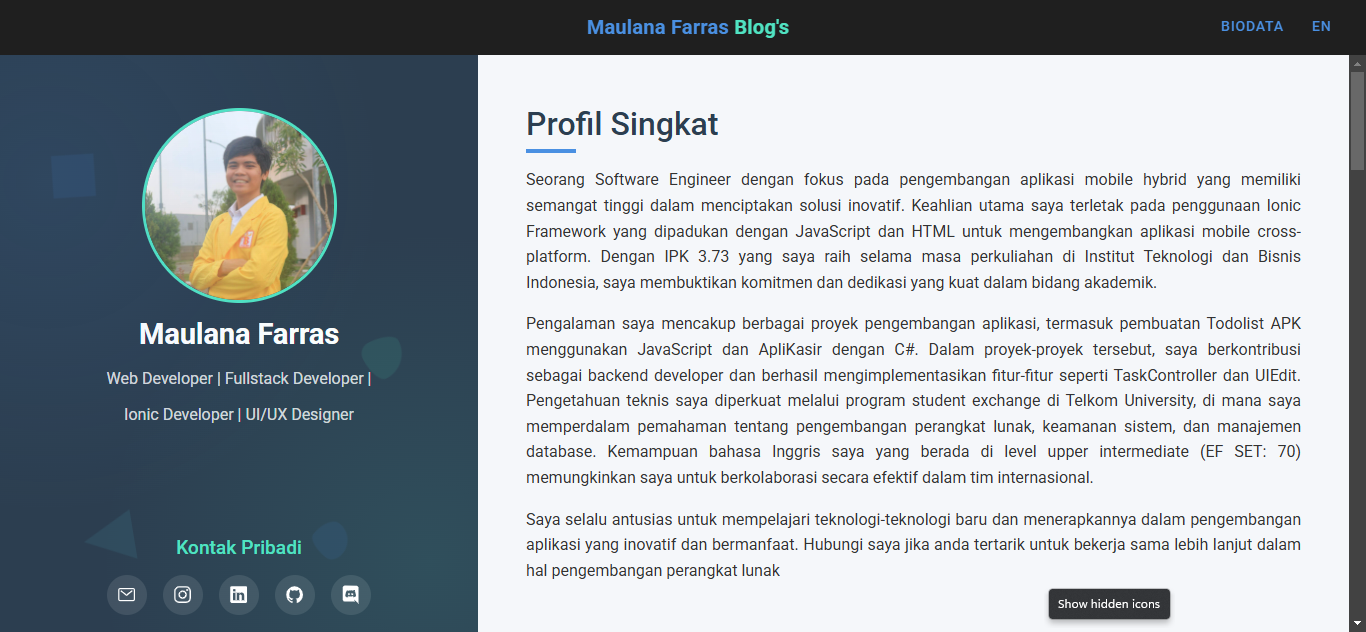 Maulana Farras Blog's
BIODATA
EN
Maulana Farras
Web Developer | Fullstack Developer |
Ionic Developer | UI/UX Designer
Kontak Pribadi
Profil Singkat
Seorang Software Engineer dengan fokus pada pengembangan aplikasi mobile hybrid yang memiliki
semangat tinggi dalam menciptakan solusi inovatif. Keahlian utama saya terletak pada penggunaan Ionic
Framework yang dipadukan dengan JavaScript dan HTML untuk mengembangkan aplikasi mobile cross-
platform. Dengan IPK 3.73 yang saya raih selama masa perkuliahan di Institut Teknologi dan Bisnis
Indonesia, saya membuktikan komitmen dan dedikasi yang kuat dalam bidang akademik.
Pengalaman saya mencakup berbagai proyek pengembangan aplikasi, termasuk pembuatan Todolist APK
menggunakan JavaScript dan ApliKasir dengan C#. Dalam proyek-proyek tersebut, saya berkontribusi
sebagai backend developer dan berhasil mengimplementasikan fitur-fitur seperti TaskController dan UIEdit.
Pengetahuan teknis saya diperkuat melalui program student exchange di Telkom University, di mana saya
memperdalam pemahaman tentang pengembangan perangkat lunak, keamanan sistem, dan manajemen
database. Kemampuan bahasa Inggris saya yang berada di level upper intermediate (EF SET: 70)
memungkinkan saya untuk berkolaborasi secara efektif dalam tim internasional.
Saya selalu antusias untuk mempelajari teknologi-teknologi baru dan menerapkannya dalam pengembangan
aplikasi yang inovatif dan bermanfaat. Hubungi saya jika anda tertarik untuk bekerja sama lebih lanjut dalam
hal pengembangan perangkat lunak
Show hidden icons